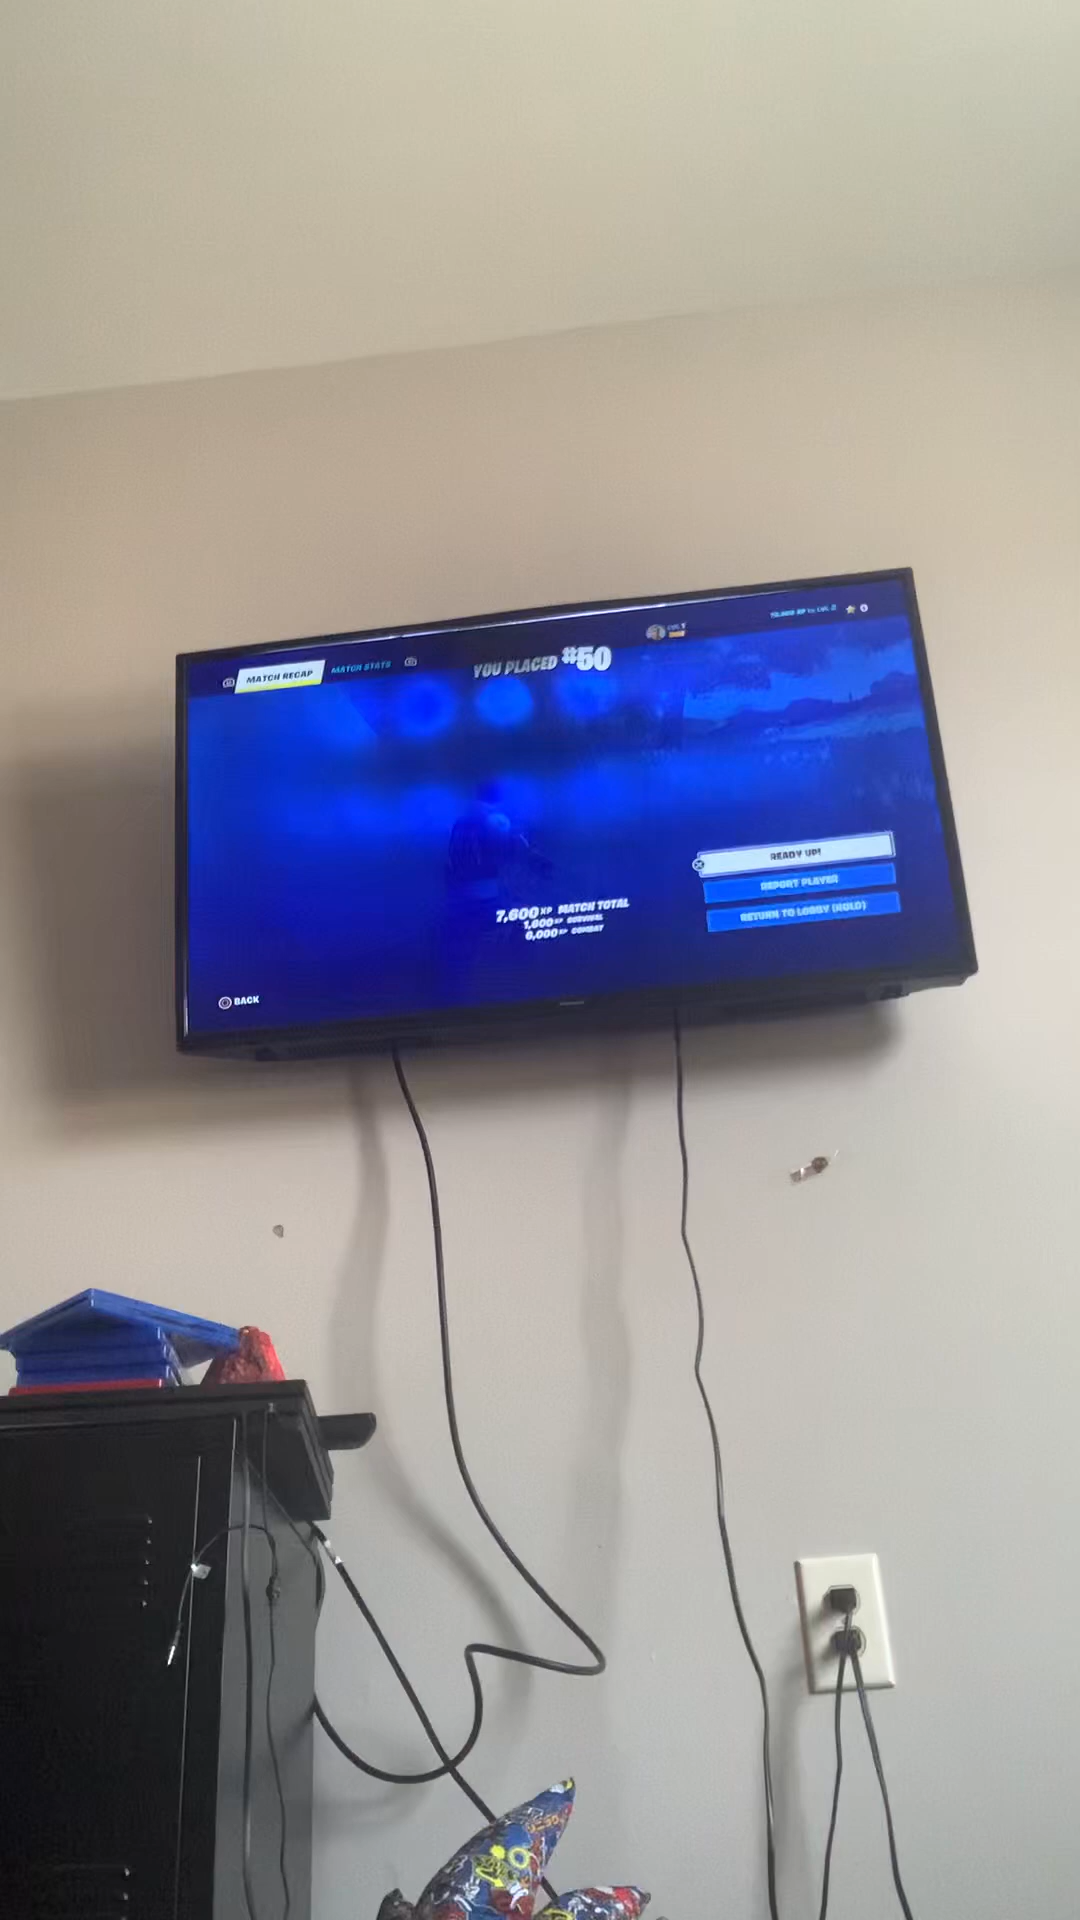 MATCH RECAP
MATCH STATS
YOU PLACED #50
READY UP!
REPORT PLAYER
RETURN TO LOBBY (HOLD)
7,600 XP MATCH TOTAL
1,600 XP SURVIVAL
6,000 XP COMBAT
BACK